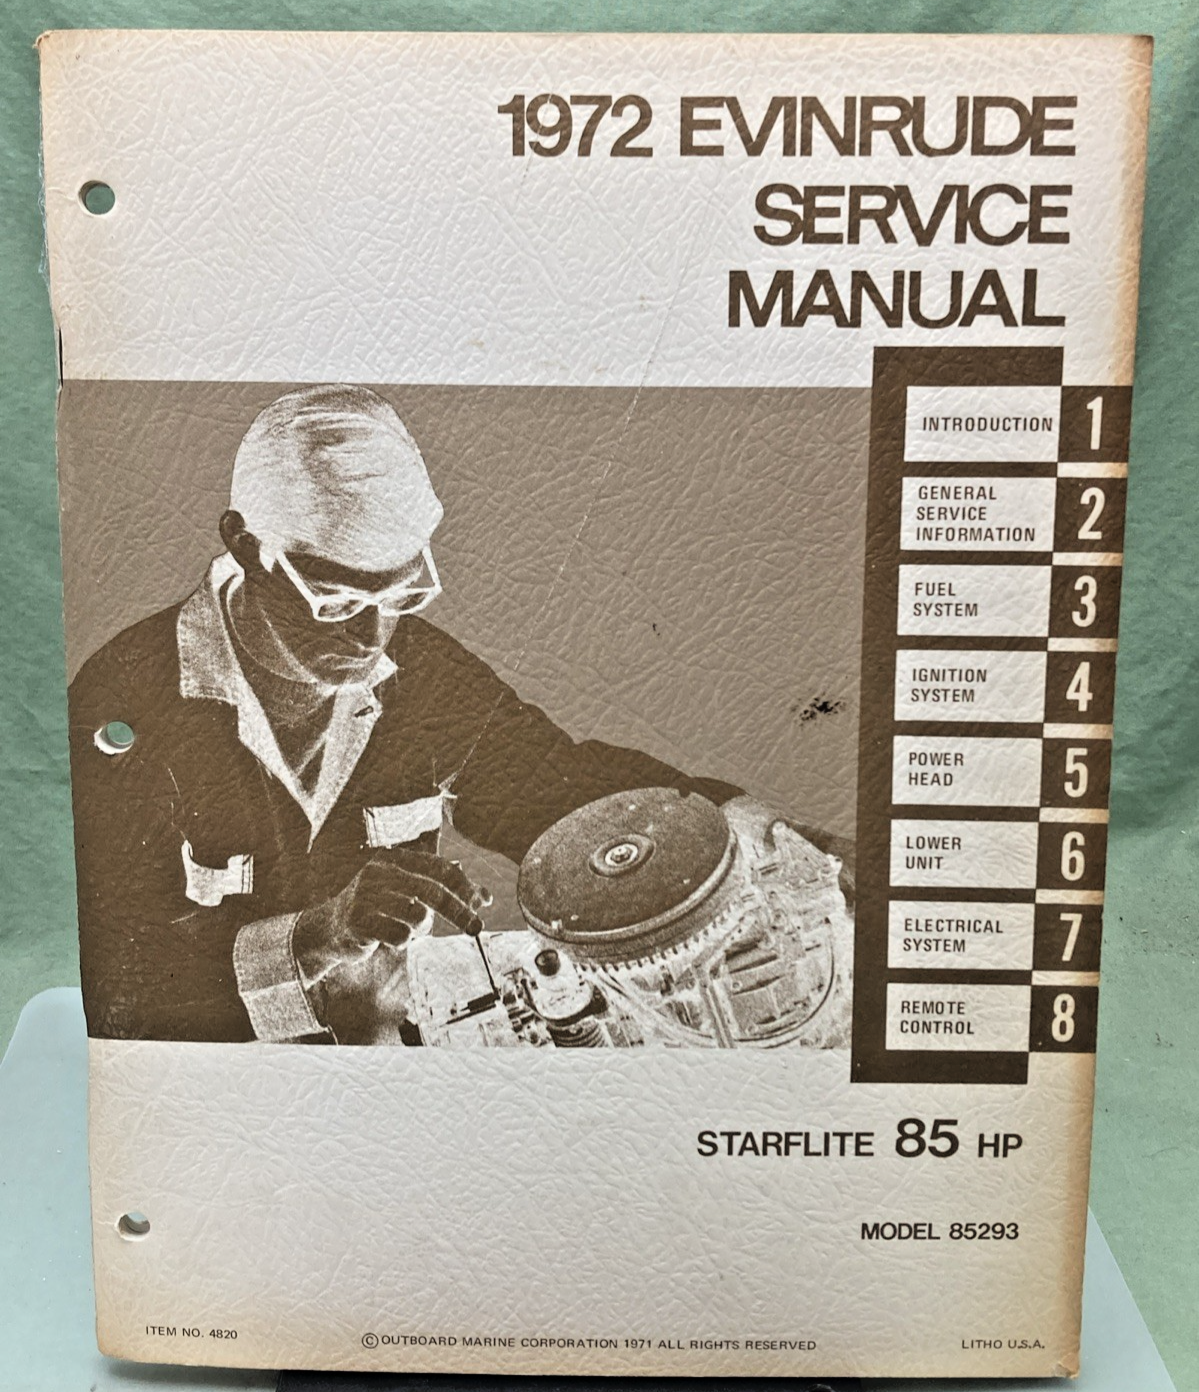 1972 EVINRUDE
SERVICE
MANUAL
INTRODUCTION 1
GENERAL
SERVICE
INFORMATION 2
FUEL
SYSTEM 3
IGNITION
SYSTEM 4
POWER
HEAD 5
LOWER
UNIT 6
ELECTRICAL
SYSTEM 7
REMOTE
CONTROL 8
STARFLITE 85 HP
MODEL 85293
ITEM NO. 4820
©OUTBOARD MARINE CORPORATION 1971 ALL RIGHTS RESERVED
LITHO U.S.A.